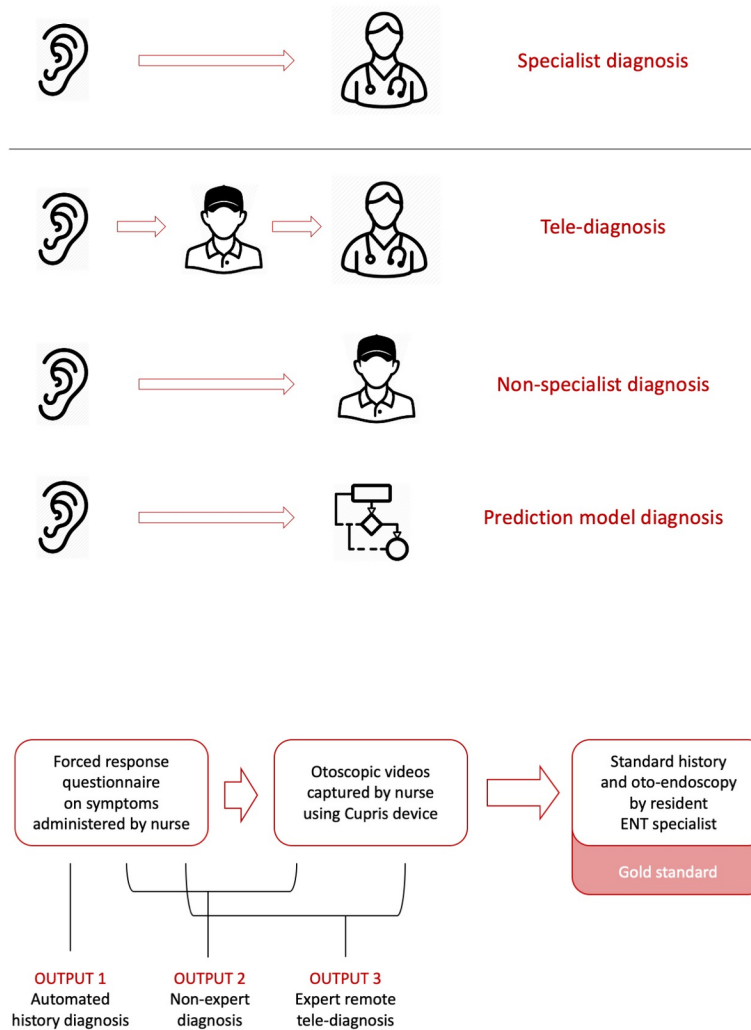 Specialist diagnosis
Tele-diagnosis
Non-specialist diagnosis
Prediction model diagnosis
Forced response
questionnaire
on symptoms
administered by nurse
Otoscopic videos
captured by nurse
using Cupris device
Standard history
and oto-endoscopy
by resident
ENT specialist
Gold standard
OUTPUT 1
Automated
history diagnosis
OUTPUT 2
Non-expert
diagnosis
OUTPUT 3
Expert remote
tele-diagnosis